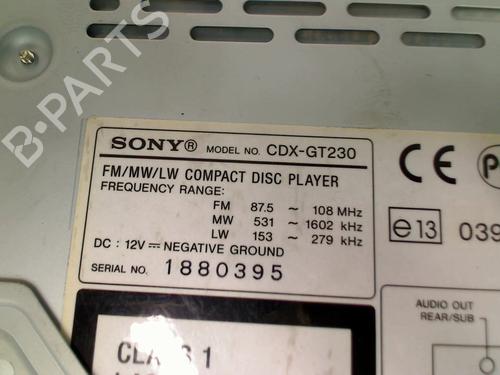 B-PARTS
SONY® MODEL NO. CDX-GT230
FM/MW/LW COMPACT DISC PLAYER
FREQUENCY RANGE:
FM 87.5 ~ 108 MHz
MW 531 ~ 1602 kHz
LW 153 ~ 279 kHz
DC : 12V NEGATIVE GROUND
SERIAL NO. 1880395
CE
e13 039
AUDIO OUT
REAR/SUB
CLASS 1